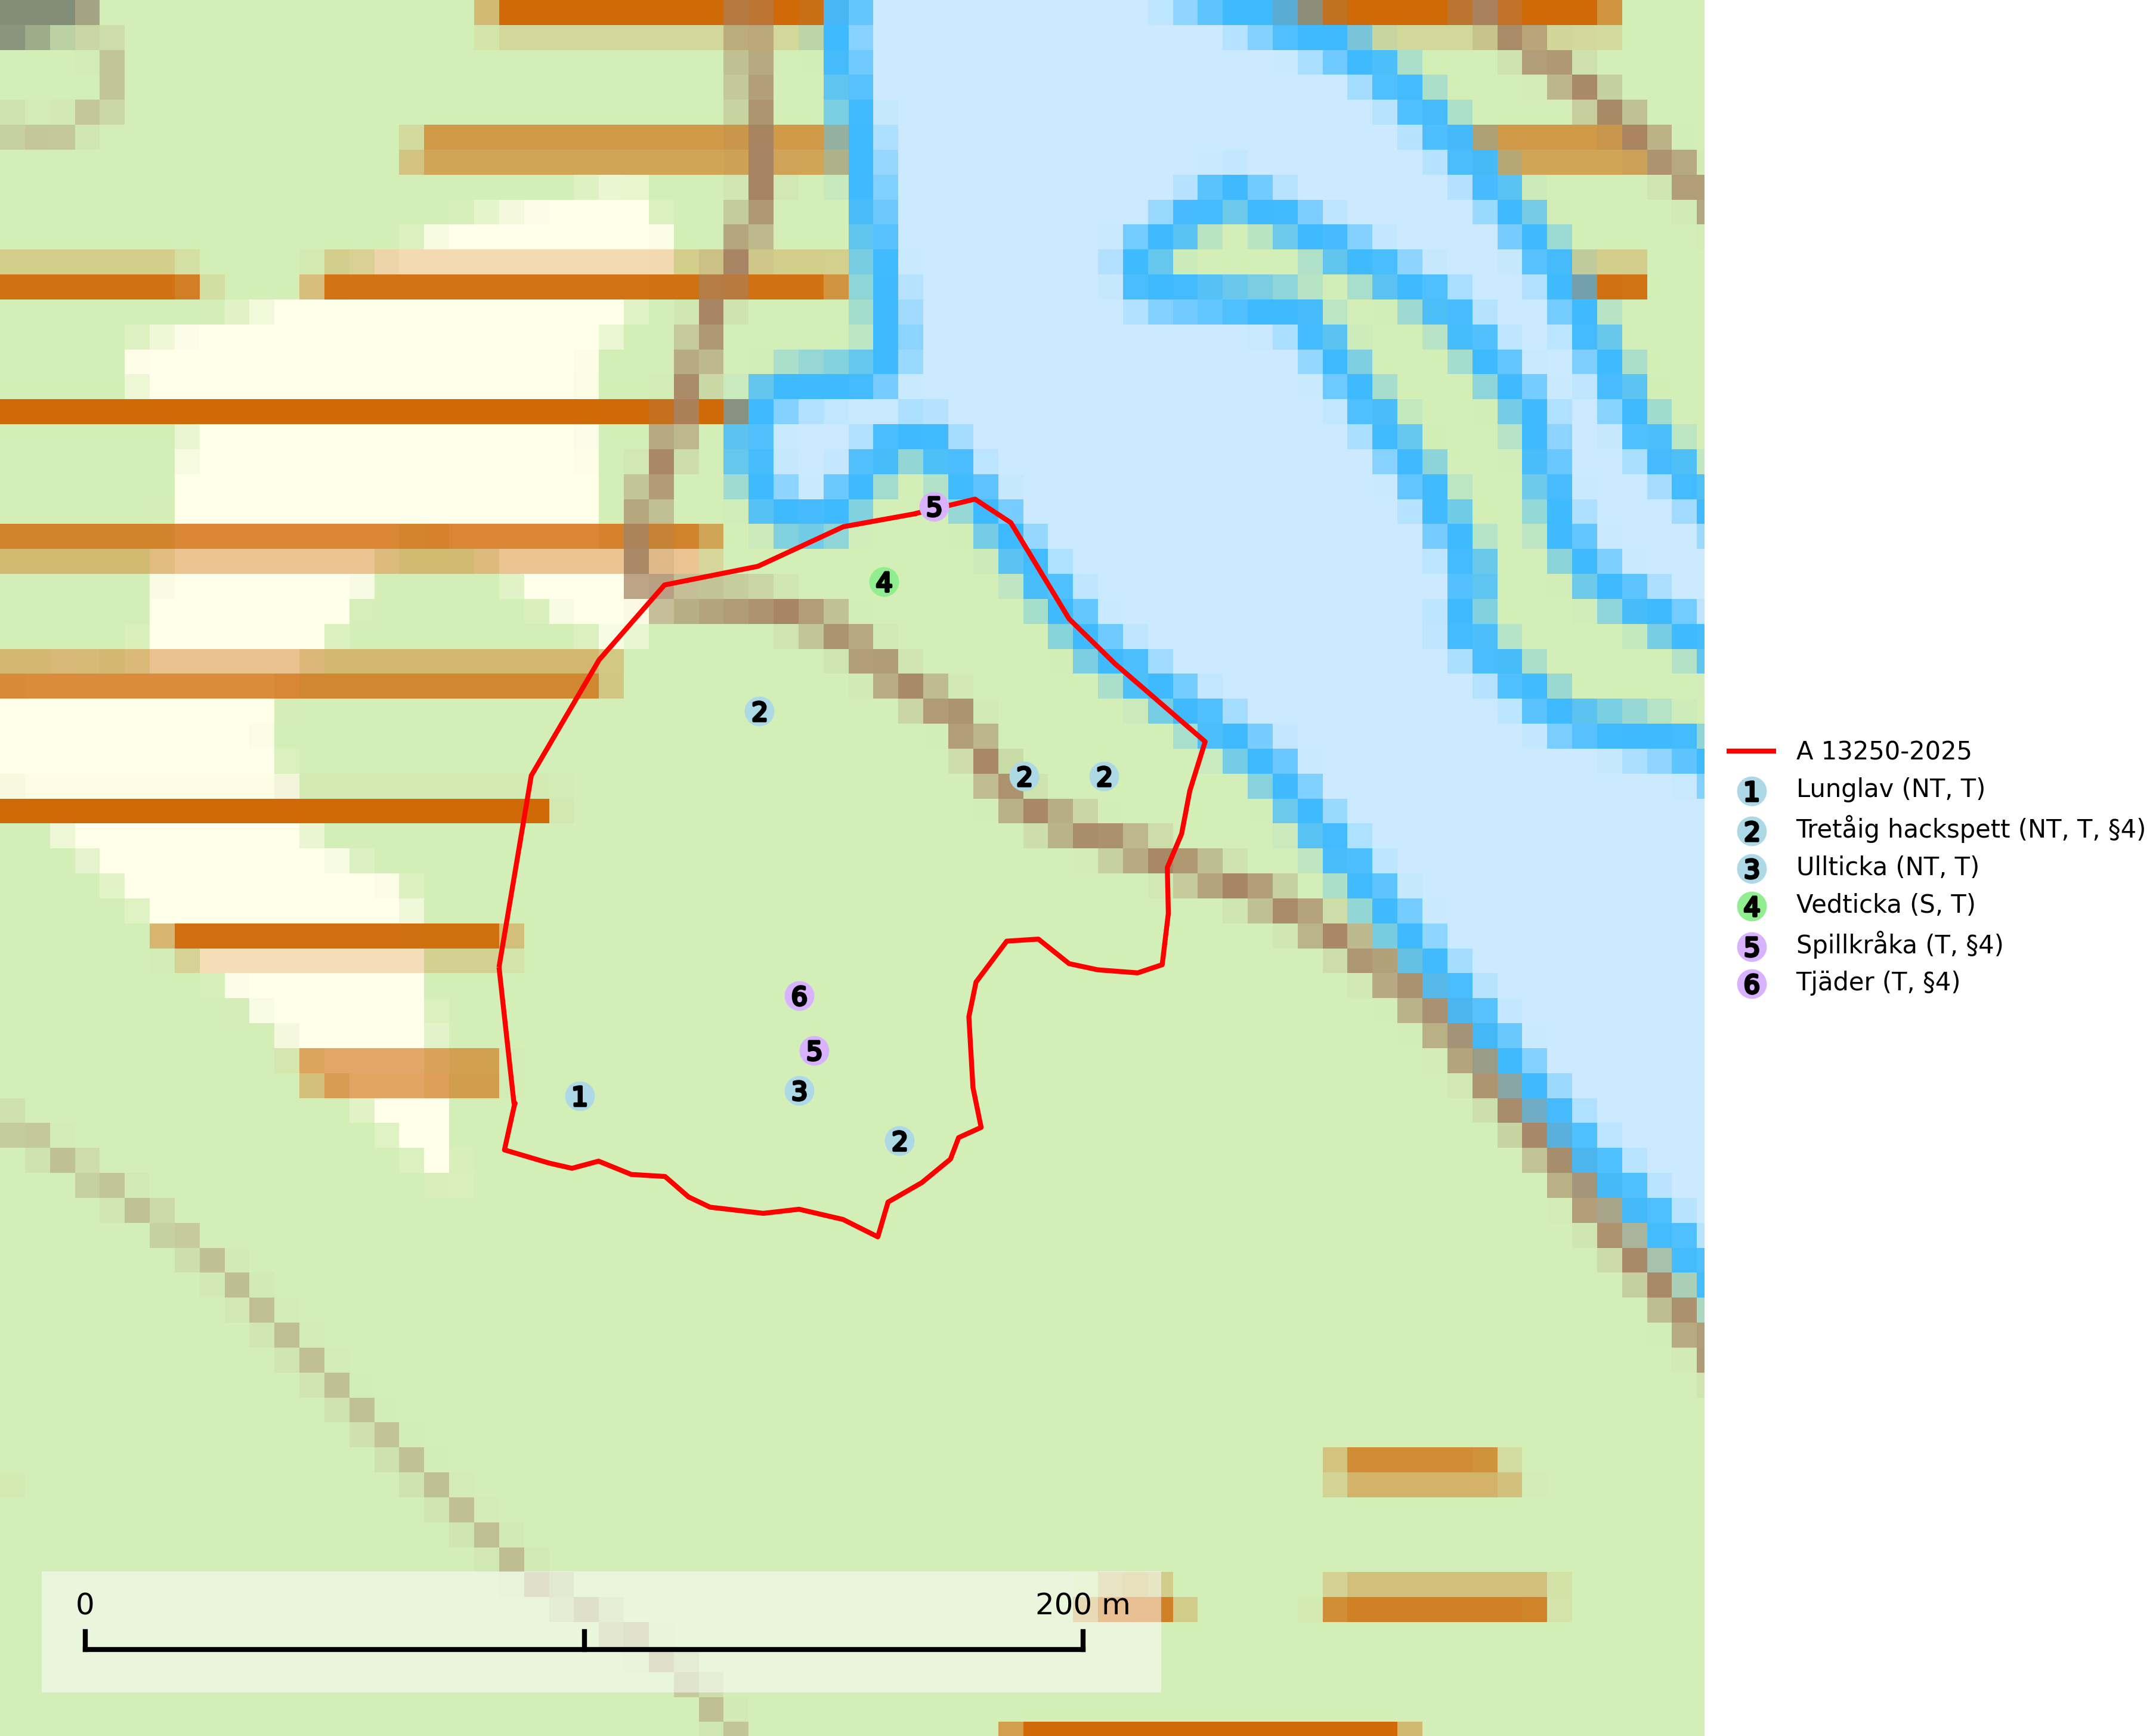 5
4
2
2 2
6
5
1 3
2
0 200 m
A 13250-2025
1 Lunglav (NT, T)
2 Tretåig hackspett (NT, T, §4)
3 Ullticka (NT, T)
4 Vedticka (S, T)
5 Spillkråka (T, §4)
6 Tjäder (T, §4)